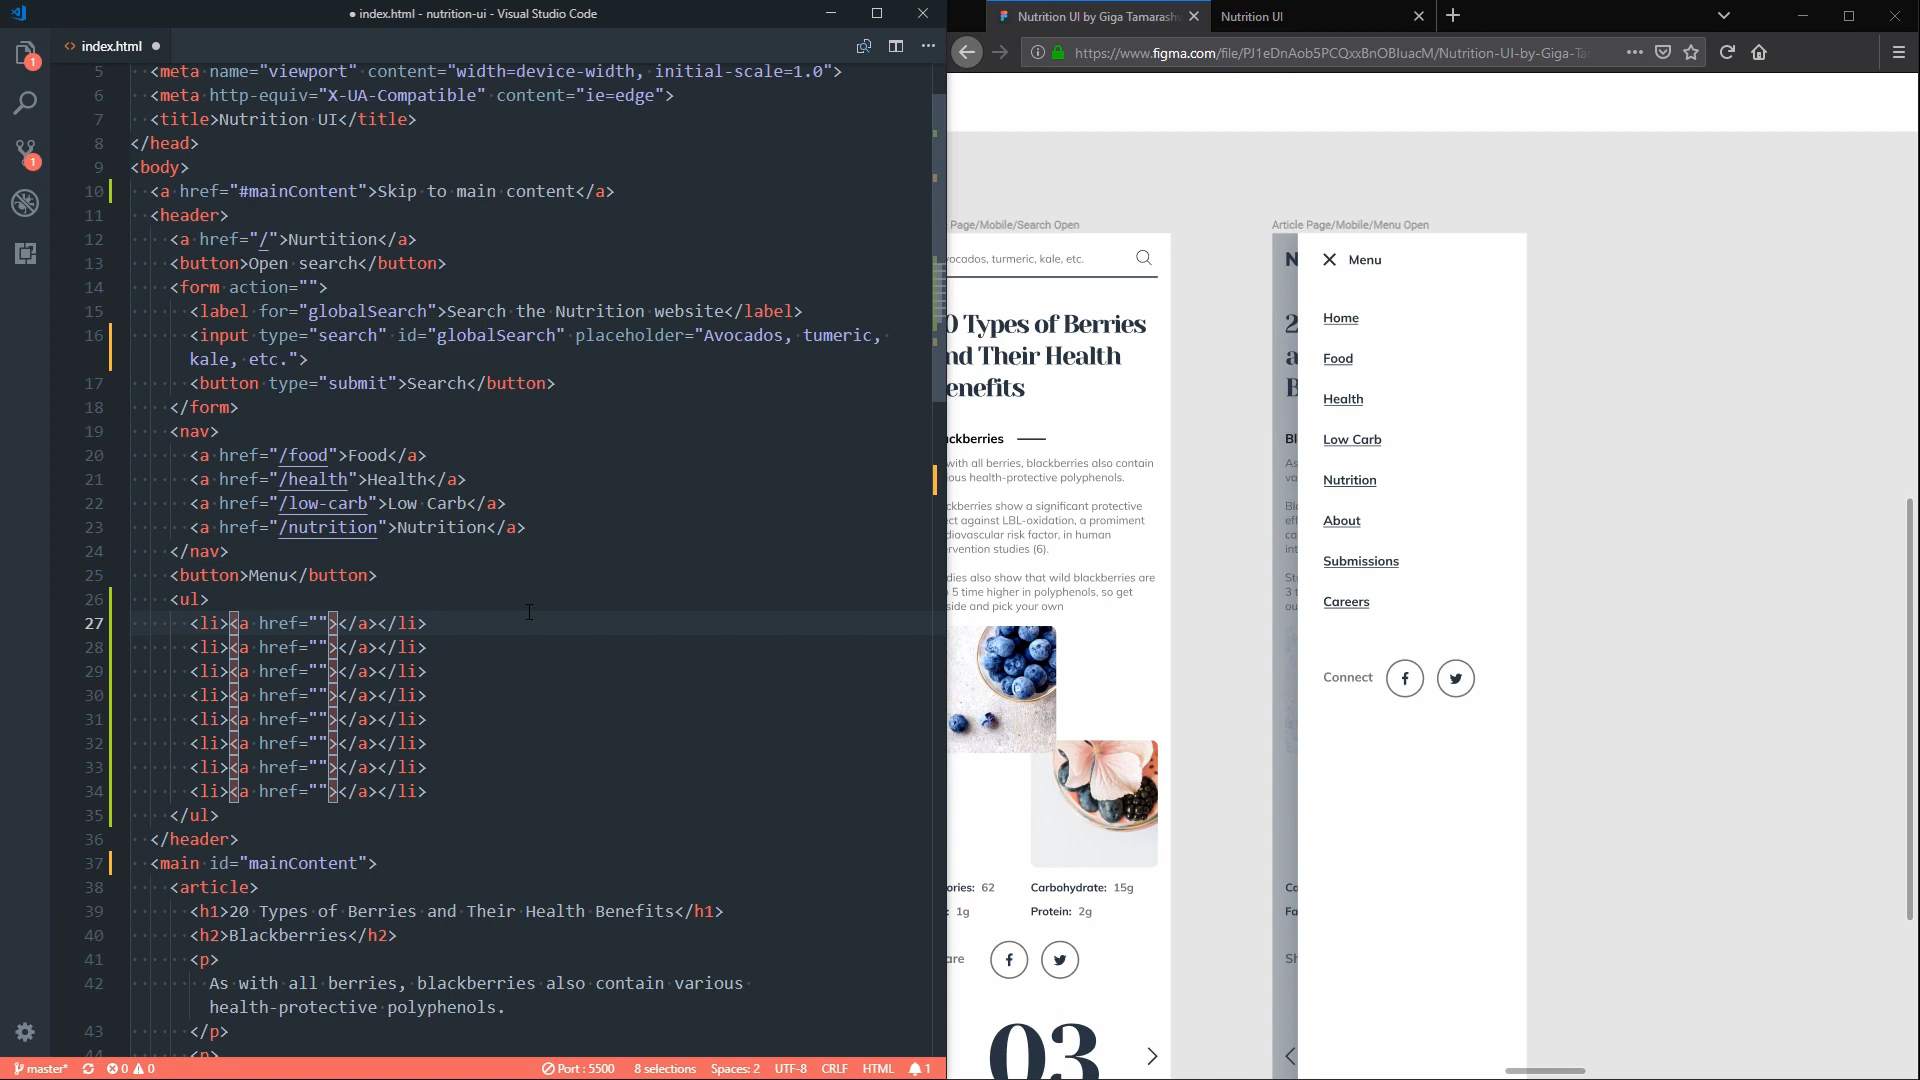 ● index.html - nutrition-ui - Visual Studio Code
<> index.html ●
5 <meta name="viewport" content="width=device-width, initial-scale=1.0">
6 <meta http-equiv="X-UA-Compatible" content="ie=edge">
7 <title>Nutrition UI</title>
8 </head>
9 <body>
10 <a href="#mainContent">Skip to main content</a>
11 <header>
12 <a href="/">Nurtition</a>
13 <button>Open search</button>
14 <form action="">
15 <label for="globalSearch">Search the Nutrition website</label>
16 <input type="search" id="globalSearch" placeholder="Avocados, tumeric,
kale, etc.">
17 <button type="submit">Search</button>
18 </form>
19 <nav>
20 <a href="/food">Food</a>
21 <a href="/health">Health</a>
22 <a href="/low-carb">Low Carb</a>
23 <a href="/nutrition">Nutrition</a>
24 </nav>
25 <button>Menu</button>
26 <ul>
27 <li><a href=""></a></li>
28 <li><a href=""></a></li>
29 <li><a href=""></a></li>
30 <li><a href=""></a></li>
31 <li><a href=""></a></li>
32 <li><a href=""></a></li>
33 <li><a href=""></a></li>
34 <li><a href=""></a></li>
35 </ul>
36 </header>
37 <main id="mainContent">
38 <article>
39 <h1>20 Types of Berries and Their Health Benefits</h1>
40 <h2>Blackberries</h2>
41 <p>
42 As with all berries, blackberries also contain various
health-protective polyphenols.
43 </p>
44 <p>
1
1
master*
0 0
Port : 5500
8 selections
Spaces: 2
UTF-8
CRLF
HTML
1
Nutrition UI by Giga Tamarashv
Nutrition UI
https://www.figma.com/file/PJ1eDnAob5PCQxxBnOBIuacM/Nutrition-UI-by-Giga-Tar
Page/Mobile/Search Open
vocados, turmeric, kale, etc.
0 Types of Berries
nd Their Health
enefits
ckberries
with all berries, blackberries also contain
ous health-protective polyphenols.
ckberries show a significant protective
ct against LBL-oxidation, a prominent
diovascular risk factor, in human
rvention studies (6).
dies also show that wild blackberries are
5 time higher in polyphenols, so get
side and pick your own
ories: 62
Carbohydrate: 15g
: 1g
Protein: 2g
are
03
Article Page/Mobile/Menu Open
N
Menu
Home
Food
Health
Low Carb
Nutrition
About
Submissions
Careers
Connect